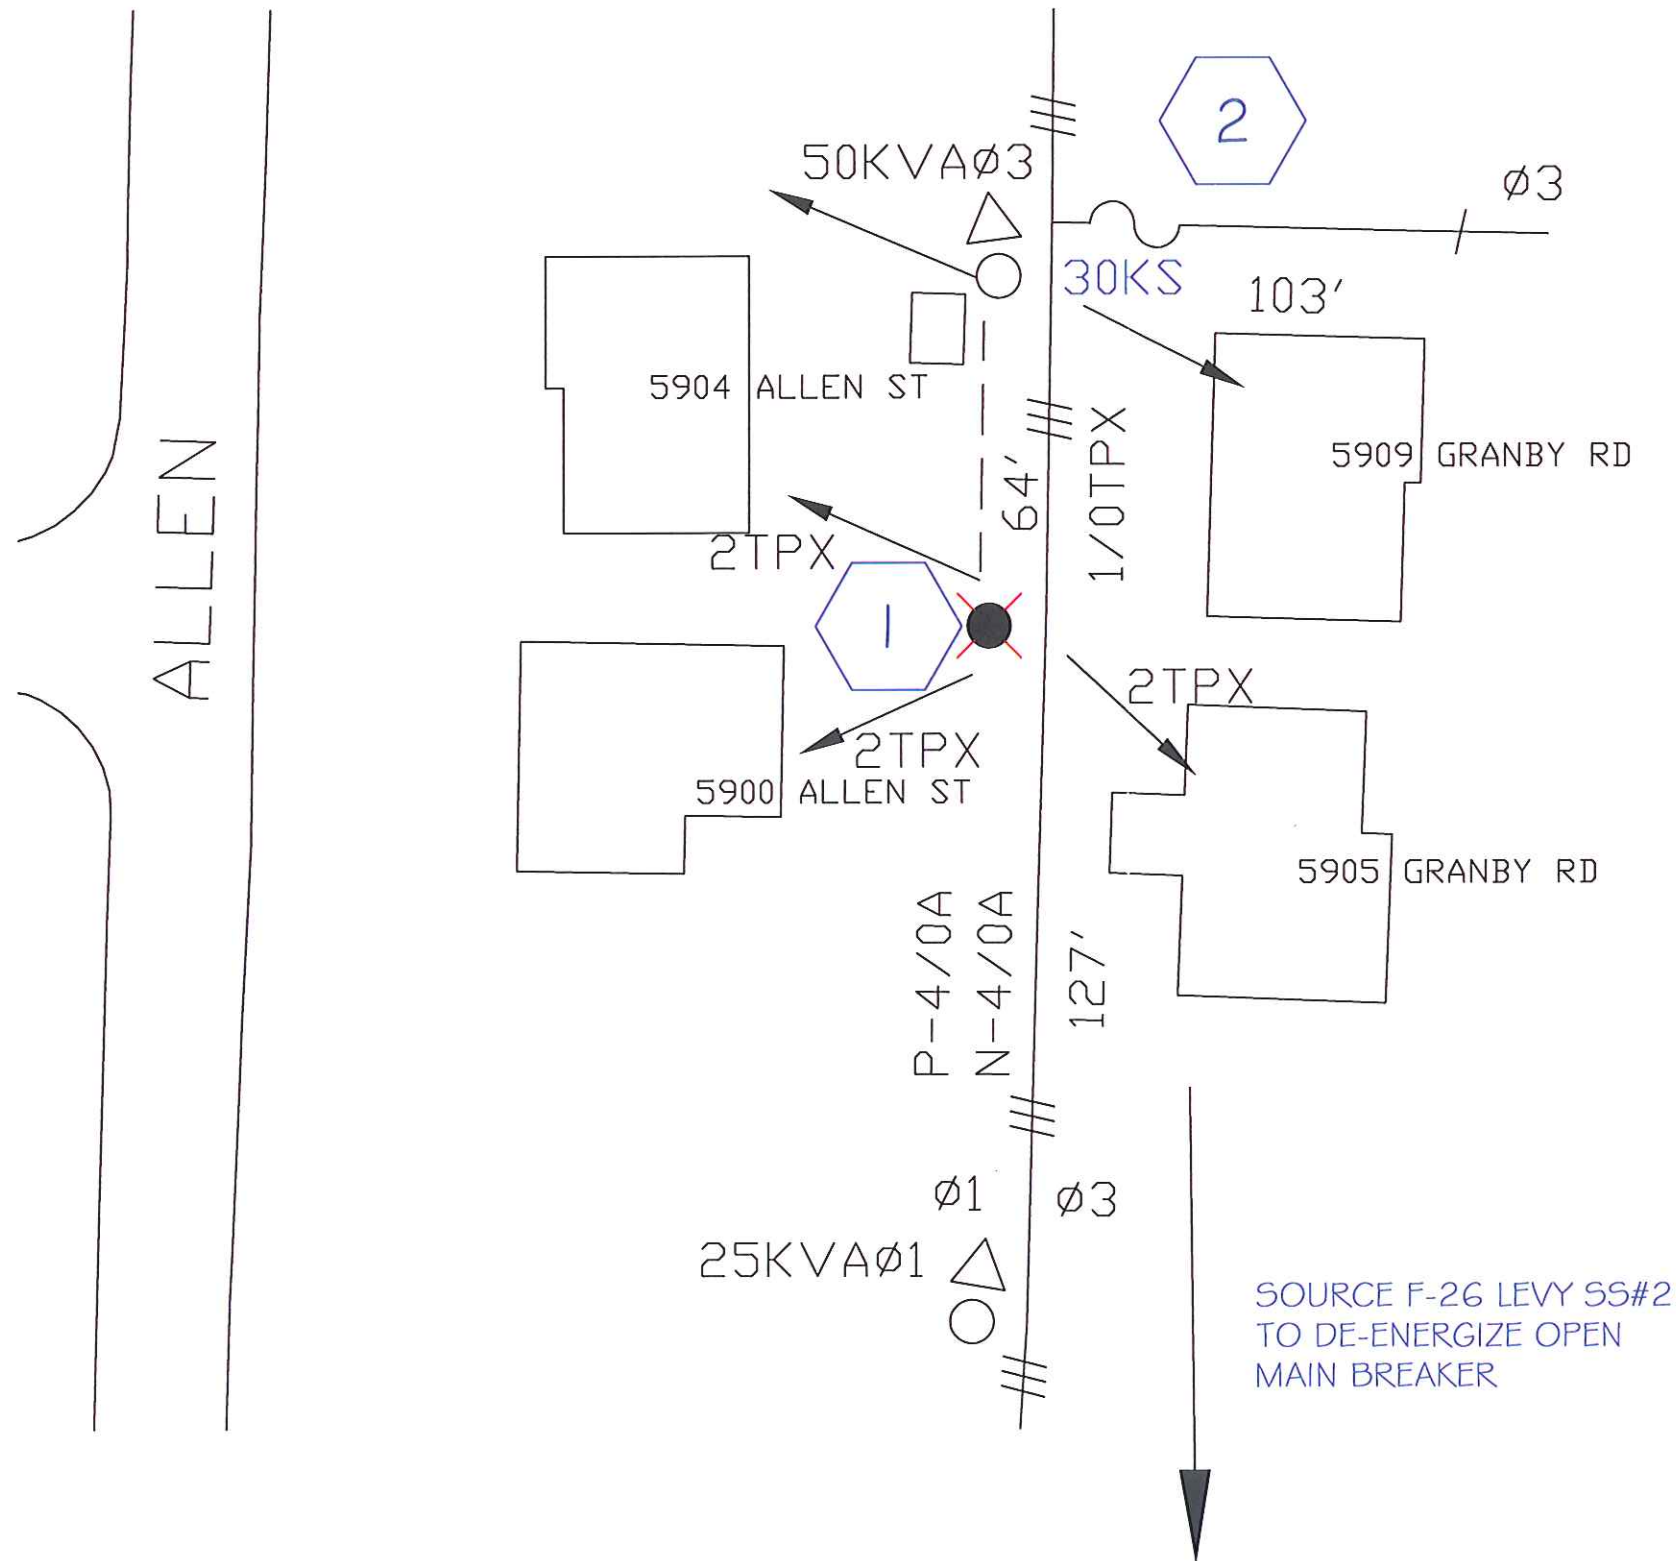 2
50KVAø3
ø3
30KS
103'
5904 ALLEN ST
ALLEN
64'
1/0TPX
5909 GRANBY RD
2TPX
1
2TPX
2TPX
5900 ALLEN ST
5905 GRANBY RD
P-4/0A
N-4/0A
127'
ø1
ø3
25KVAø1
SOURCE F-26 LEVY SS#2
TO DE-ENERGIZE OPEN
MAIN BREAKER